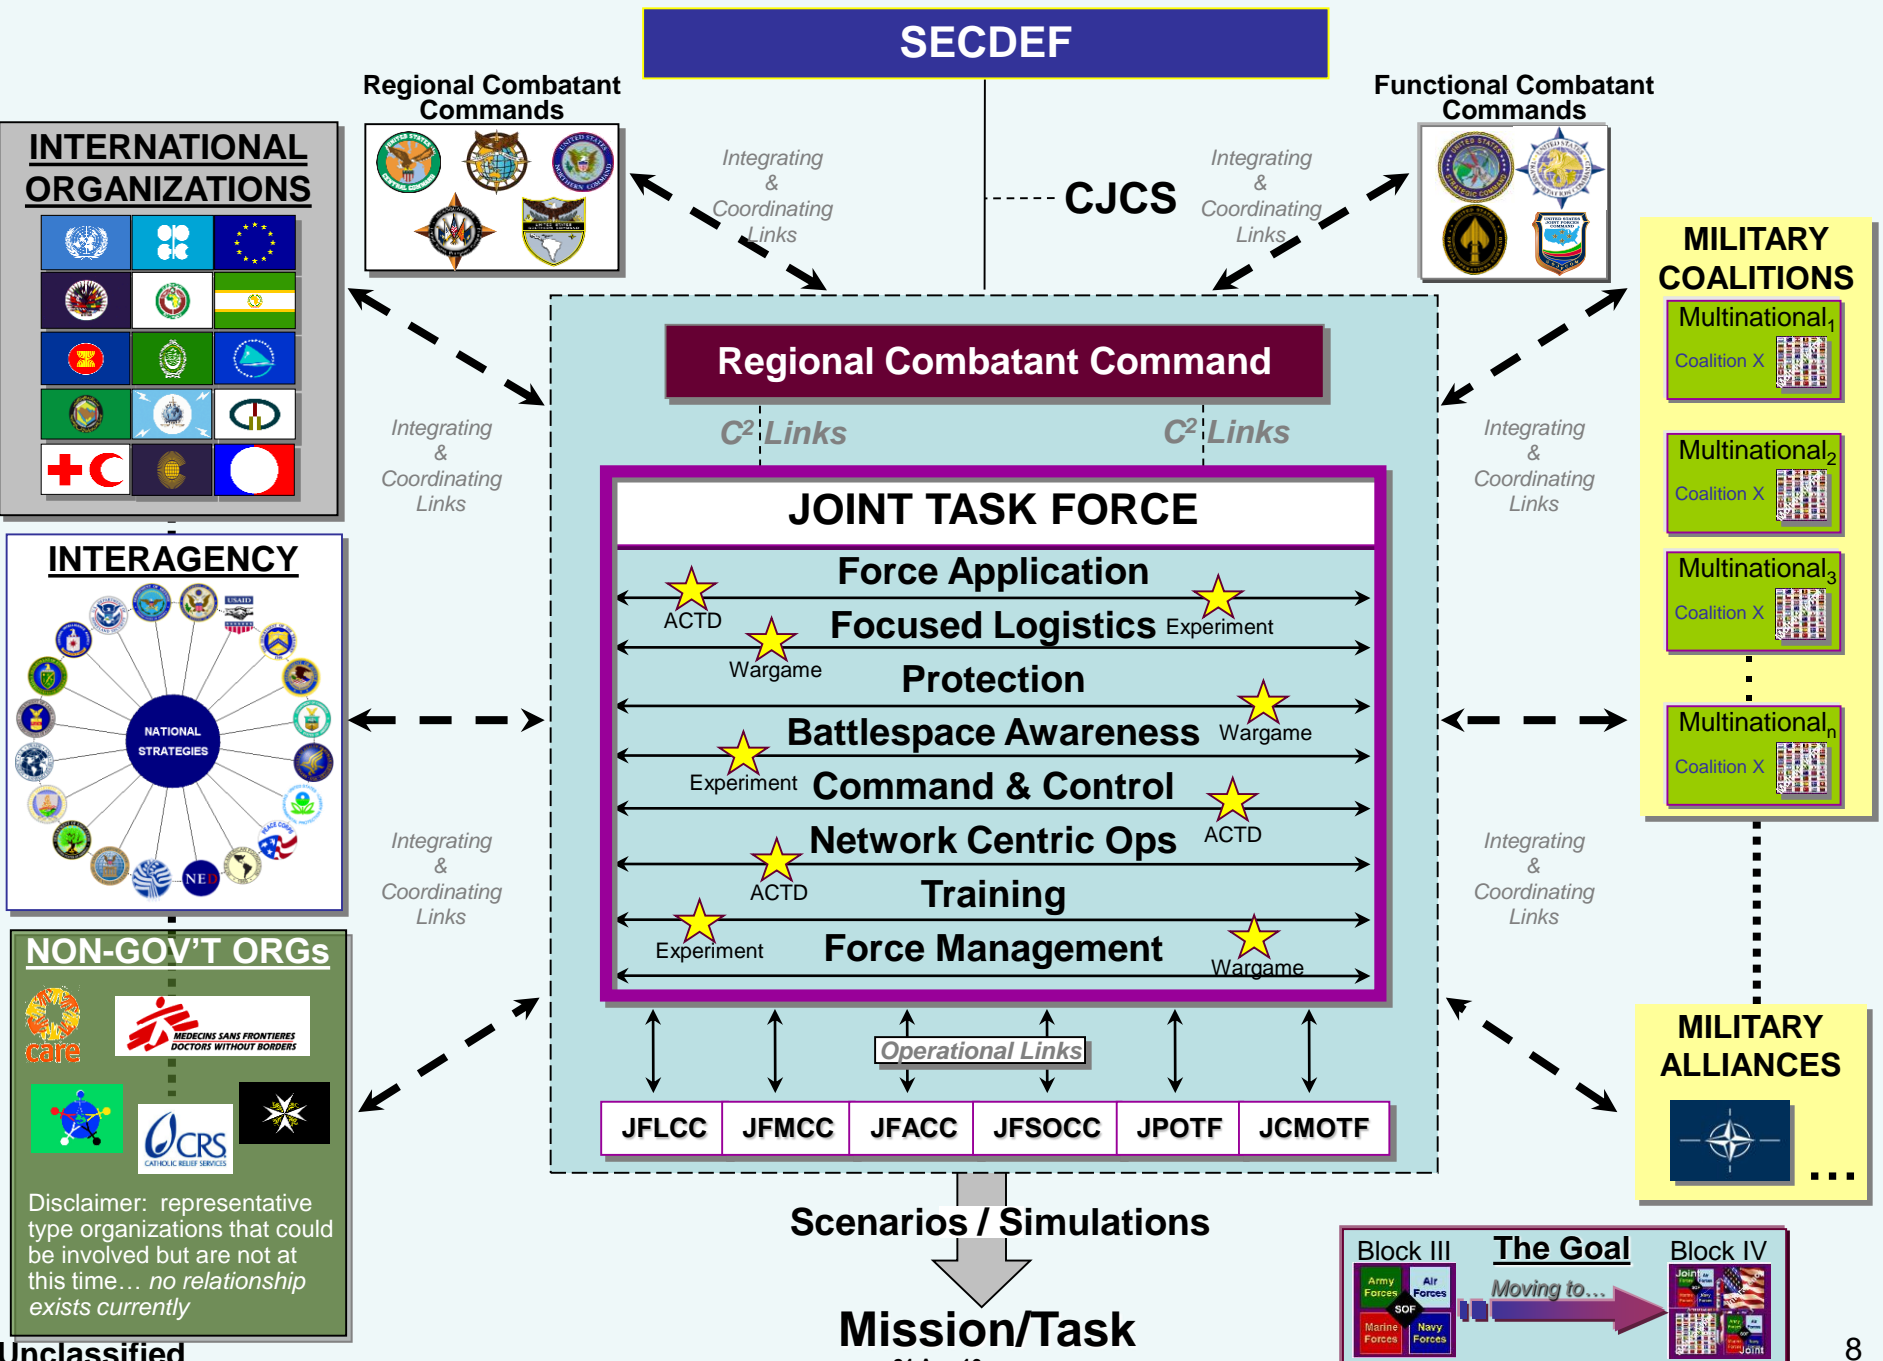 SECDEF
Regional Combatant
Commands
Functional Combatant
Commands
INTERNATIONAL
ORGANIZATIONS
Integrating
&
Coordinating
Links
CJCS
Integrating
&
Coordinating
Links
MILITARY
COALITIONS
Multinational1
Coalition X
Multinational2
Coalition X
Multinational3
Coalition X
Multinationaln
Coalition X
Regional Combatant Command
C2 Links
C2 Links
Integrating
&
Coordinating
Links
Integrating
&
Coordinating
Links
JOINT TASK FORCE
Force Application
ACTD
Experiment
Focused Logistics
Wargame
Protection
Wargame
Battlespace Awareness
Experiment
Command & Control
ACTD
Network Centric Ops
ACTD
Training
Experiment
Force Management
Wargame
INTERAGENCY
USAID
NATIONAL
STRATEGIES
PEACE CORPS
NED
Integrating
&
Coordinating
Links
Integrating
&
Coordinating
Links
NON-GOV'T ORGs
care
MEDECINS SANS FRONTIERES
DOCTORS WITHOUT BORDERS
CRS
CATHOLIC RELIEF SERVICES
Disclaimer: representative
type organizations that could
be involved but are not at
this time… no relationship
exists currently
Operational Links
JFLCC
JFMCC
JFACC
JFSOCC
JPOTF
JCMOTF
MILITARY
ALLIANCES
...
Scenarios / Simulations
Mission/Task
Block III
The Goal
Block IV
Moving to…
Army
Forces
Air
Forces
SOF
Marine
Forces
Navy
Forces
Joint
Unclassified
8